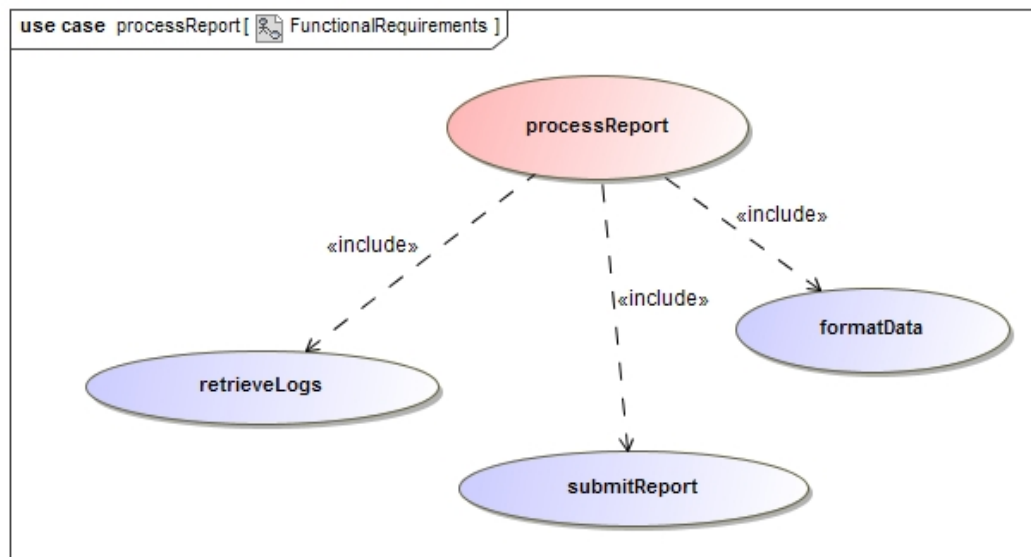 use case processReport [ FunctionalRequirements ]
processReport
«include»
«include»
«include»
formatData
retrieveLogs
submitReport